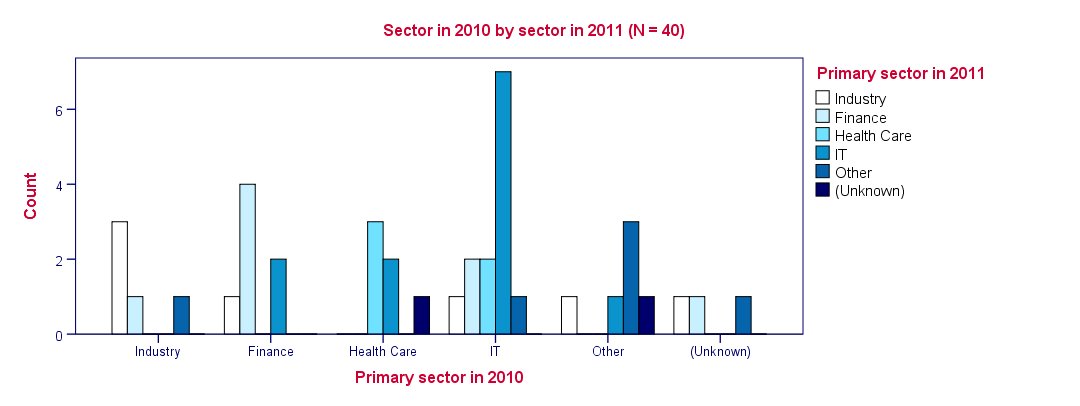 Sector in 2010 by sector in 2011 (N = 40)
Primary sector in 2011
Industry
Finance
Health Care
IT
Other
(Unknown)
Count
6
4
2
0
Industry Finance Health Care IT Other (Unknown)
Primary sector in 2010